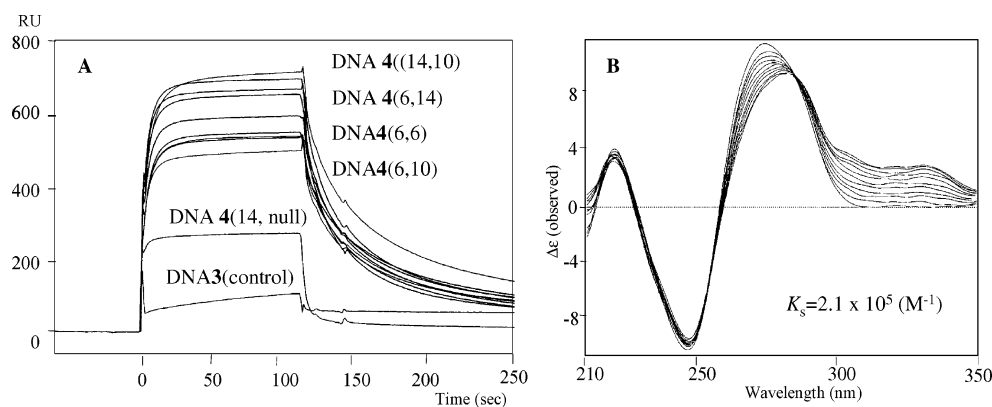 RU
800
600
400
200
0
A
DNA 4((14,10)
DNA 4(6,14)
DNA4(6,6)
DNA4(6,10)
DNA 4(14, null)
DNA3(control)
0 50 100 150 200 250
Time (sec)
B
8
4
0
-4
-8
Δε (observed)
Ks=2.1 x 10⁵ (M⁻¹)
210 250 300 350
Wavelength (nm)